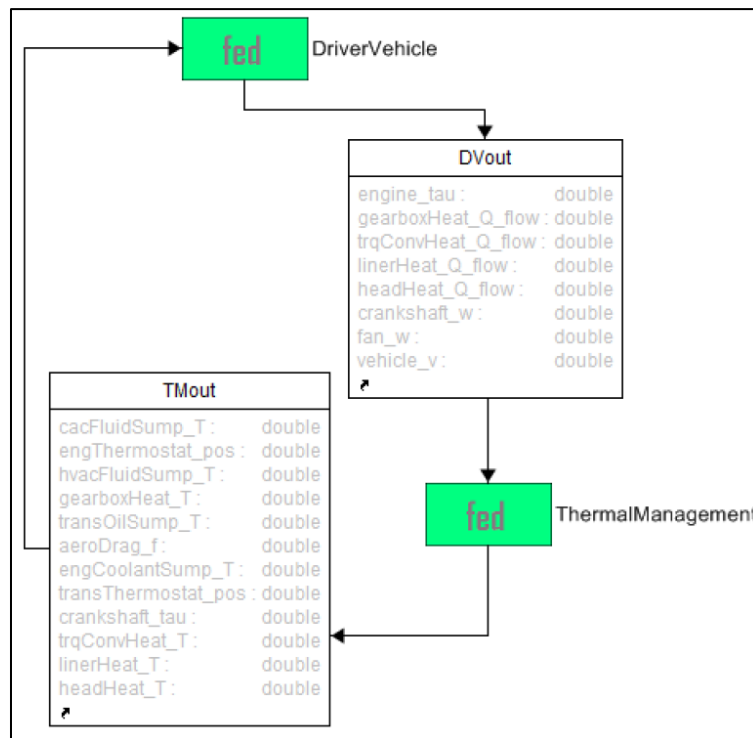 fed DriverVehicle
DVout
engine_tau : double
gearboxHeat_Q_flow : double
trqConvHeat_Q_flow : double
linerHeat_Q_flow : double
headHeat_Q_flow : double
crankshaft_w : double
fan_w : double
vehicle_v : double
fed ThermalManagement
TMout
cacFluidSump_T : double
engThermostat_pos : double
hvacFluidSump_T : double
gearboxHeat_T : double
transOilSump_T : double
aeroDrag_f : double
engCoolantSump_T : double
transThermostat_pos : double
crankshaft_tau : double
trqConvHeat_T : double
linerHeat_T : double
headHeat_T : double